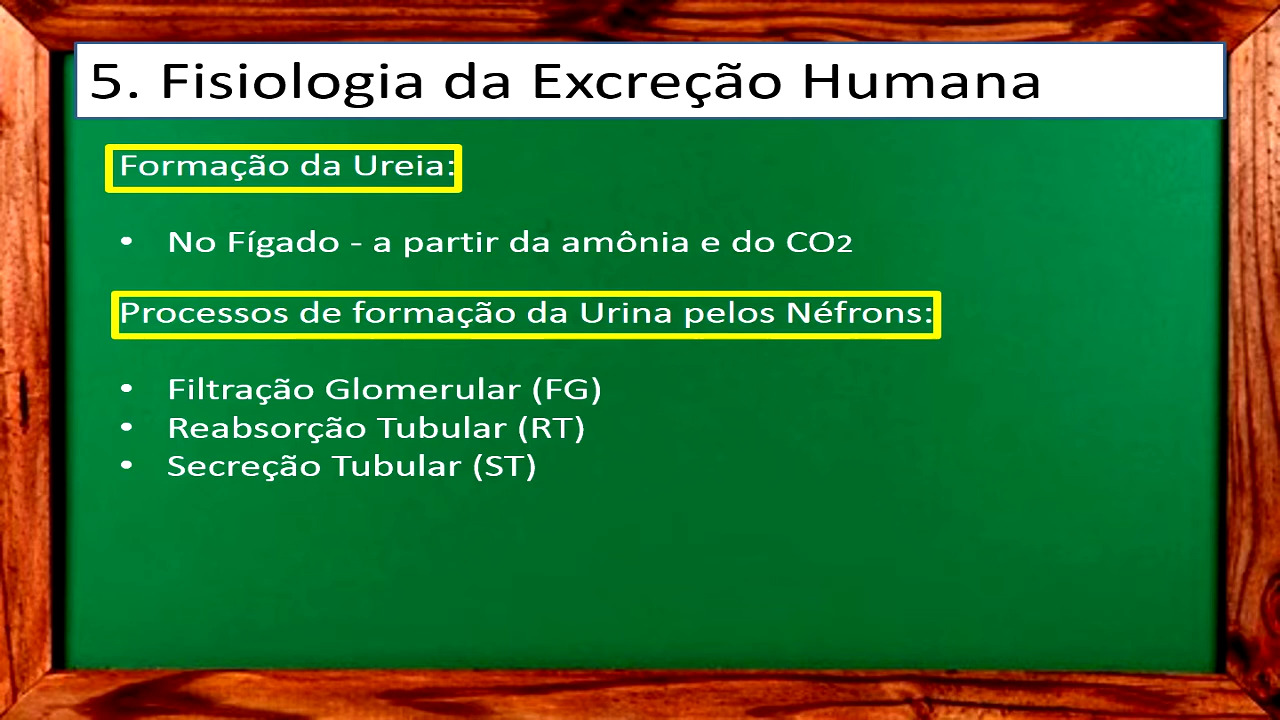 5. Fisiologia da Excreção Humana
Formação da Ureia:
• No Fígado - a partir da amônia e do CO2
Processos de formação da Urina pelos Néfrons:
• Filtração Glomerular (FG)
• Reabsorção Tubular (RT)
• Secreção Tubular (ST)